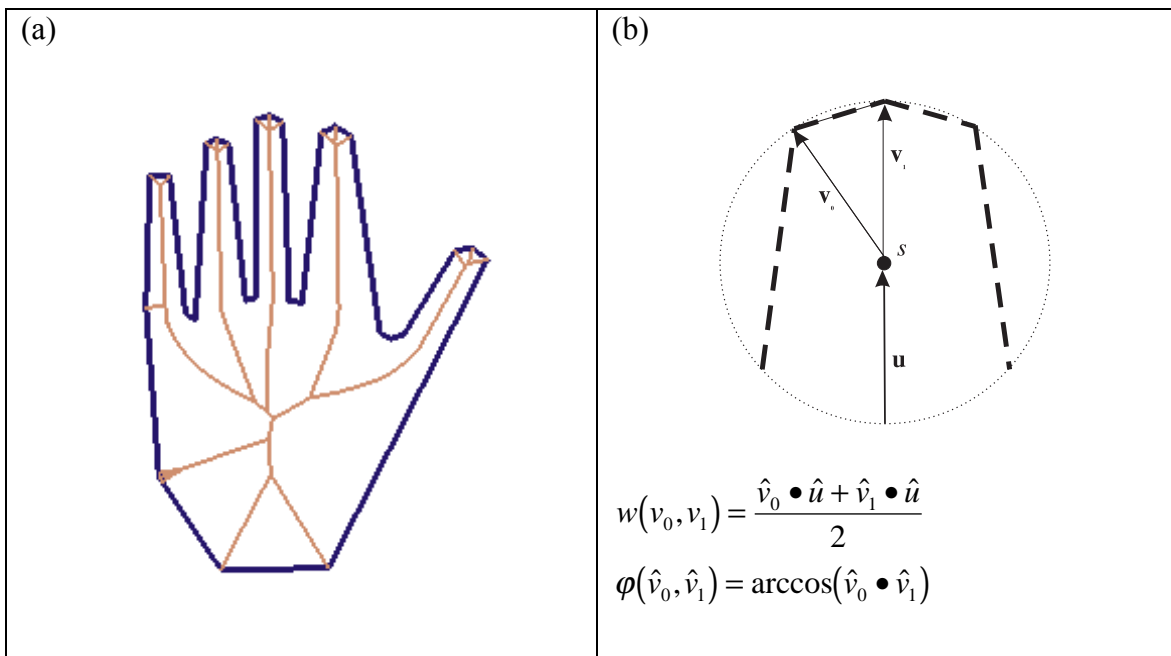 (a)
(b)
v₁
v₀
s
u
w(v₀,v₁) = (v̂₀ • û + v̂₁ • û) / 2
φ(v̂₀,v̂₁) = arccos(v̂₀ • v̂₁)